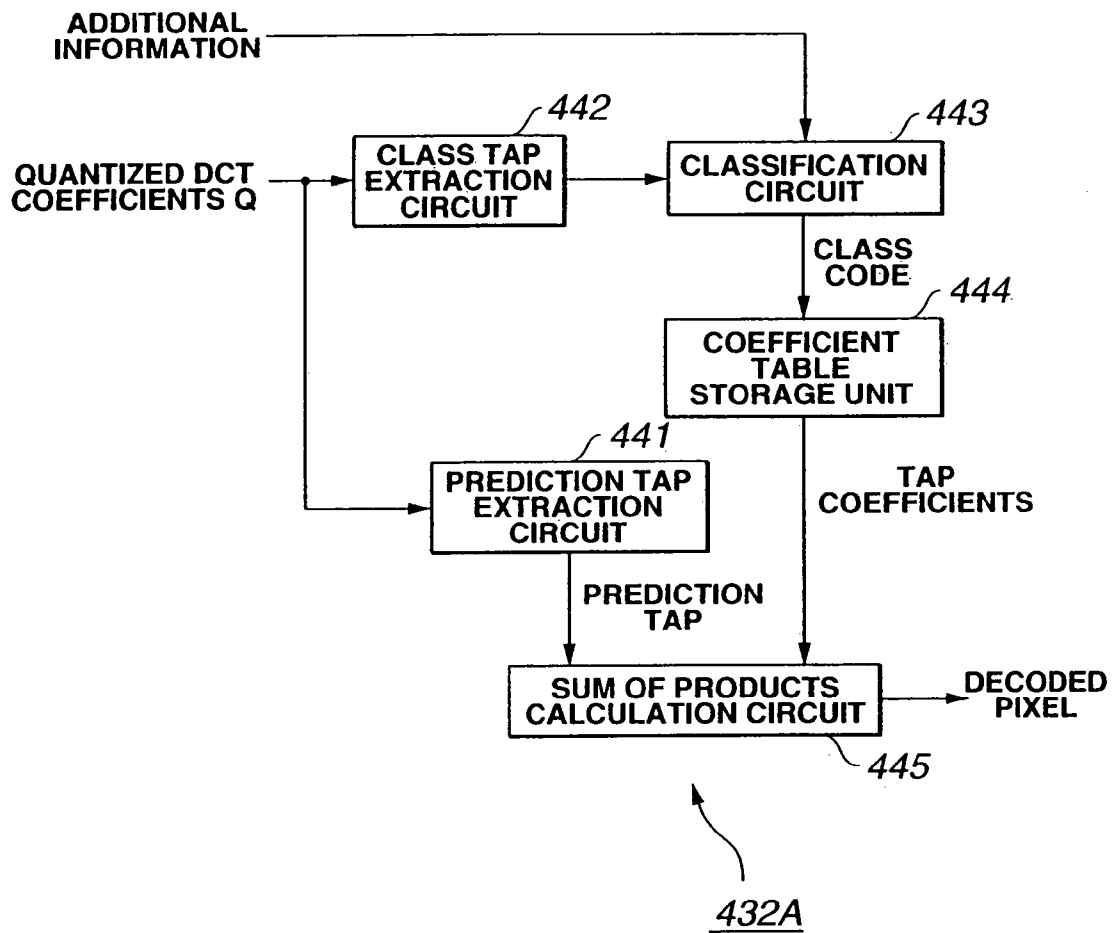 ADDITIONAL
INFORMATION
442
443
QUANTIZED DCT
COEFFICIENTS Q
CLASS TAP
EXTRACTION
CIRCUIT
CLASSIFICATION
CIRCUIT
CLASS
CODE
444
COEFFICIENT
TABLE
STORAGE UNIT
441
PREDICTION TAP
EXTRACTION
CIRCUIT
TAP
COEFFICIENTS
PREDICTION
TAP
SUM OF PRODUCTS
CALCULATION CIRCUIT
DECODED
PIXEL
445
432A